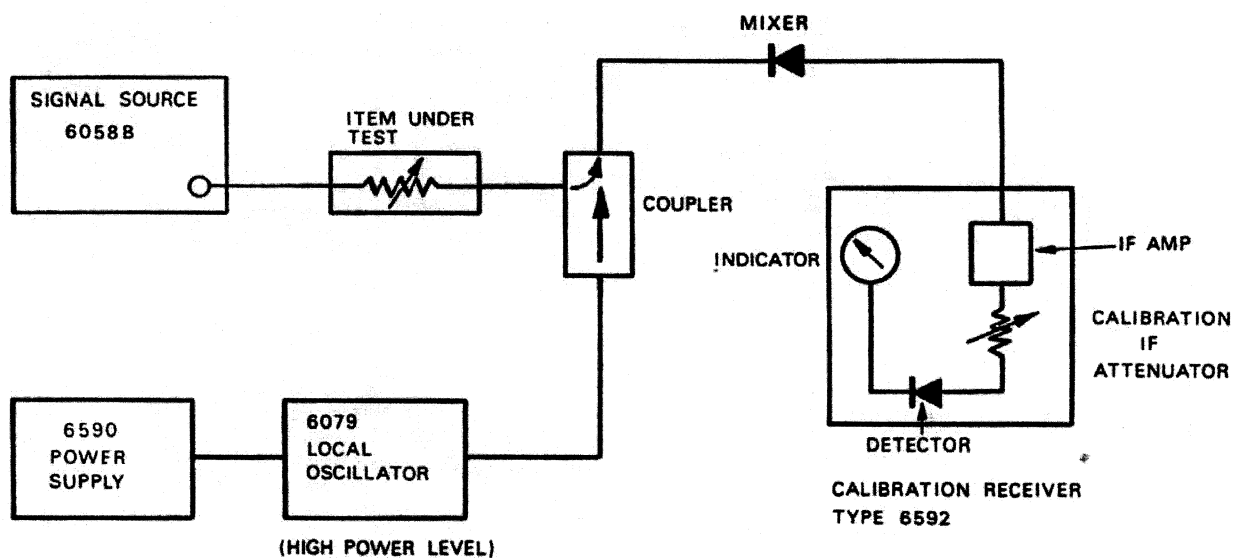 MIXER
SIGNAL SOURCE
6058B
ITEM UNDER
TEST
COUPLER
INDICATOR
IF AMP
CALIBRATION
IF
ATTENUATOR
6590
POWER
SUPPLY
6079
LOCAL
OSCILLATOR
DETECTOR
CALIBRATION RECEIVER
TYPE 6592
(HIGH POWER LEVEL)